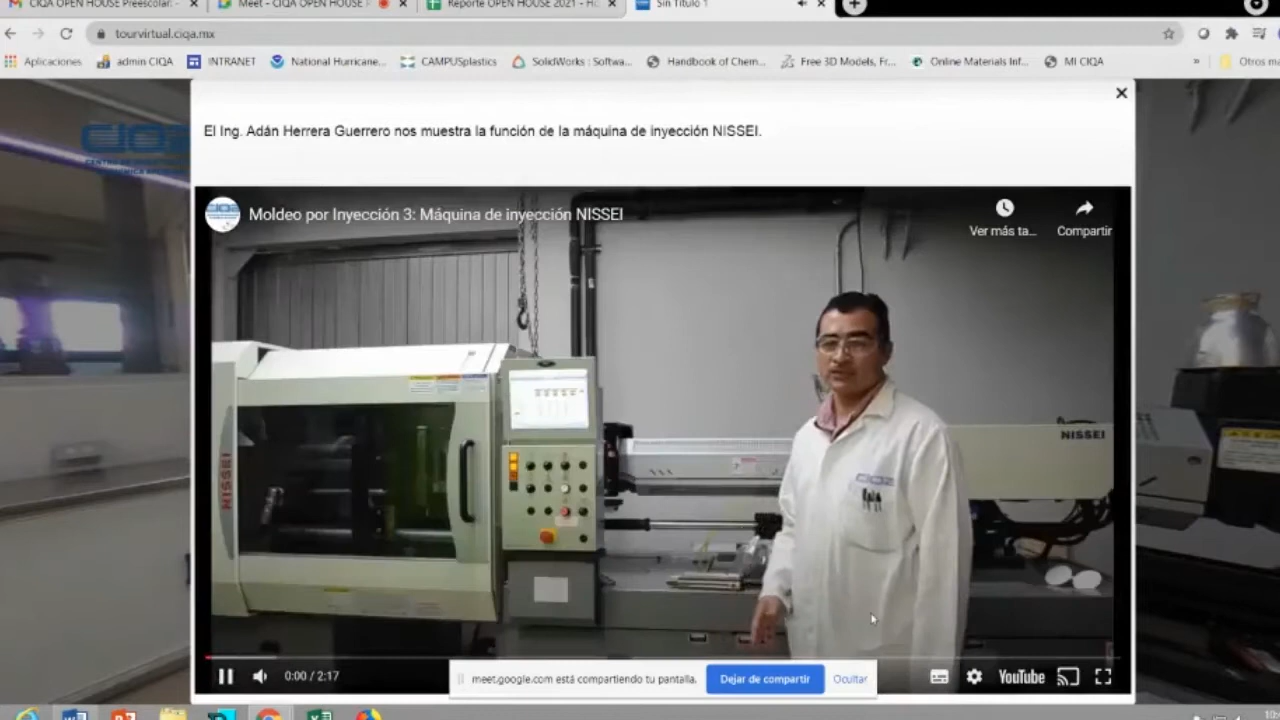 CIQA OPEN HOUSE Preescolar. -
Meet - CIQA OPEN HOUSE
Reporte OPEN HOUSE 2021 - H
Sin Titulo 1
tourvirtual.ciqa.mx
Aplicaciones
admin CIQA
INTRANET
National Hurricane...
CAMPUSplastics
SolidWorks | Softwa...
Handbook of Chem...
Free 3D Models, Fr...
Online Materials Inf...
MI CIQA
»
Otros ma
El Ing. Adán Herrera Guerrero nos muestra la función de la máquina de inyección NISSEI.
Moldeo por Inyección 3: Máquina de inyección NISSEI
Ver más ta...
Compartir
NISSEI
NISSEI
CIQA
0:00 / 2:17
meet.google.com está compartiendo tu pantalla.
Dejar de compartir
Ocultar
YouTube